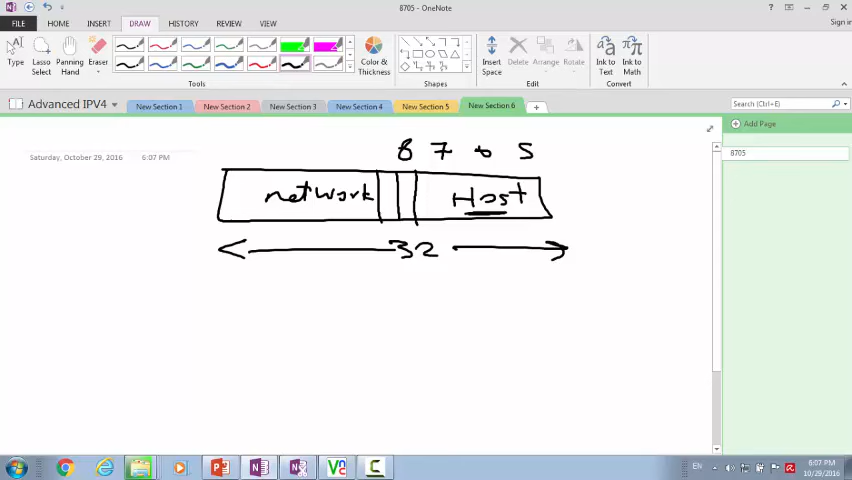 8705 - OneNote
FILE HOME INSERT DRAW HISTORY REVIEW VIEW Sign in
Type Lasso Select Panning Hand Eraser Color & Thickness Insert Space Delete Arrange Rotate Ink to Text Ink to Math
Tools Shapes Edit Convert
Advanced IPV4 New Section 1 New Section 2 New Section 3 New Section 4 New Section 5 New Section 6 Search (Ctrl+E)
Add Page
8705
Saturday, October 29, 2016 6:07 PM
8 7 0 5
network Host
32
EN 6:07 PM
10/29/2016